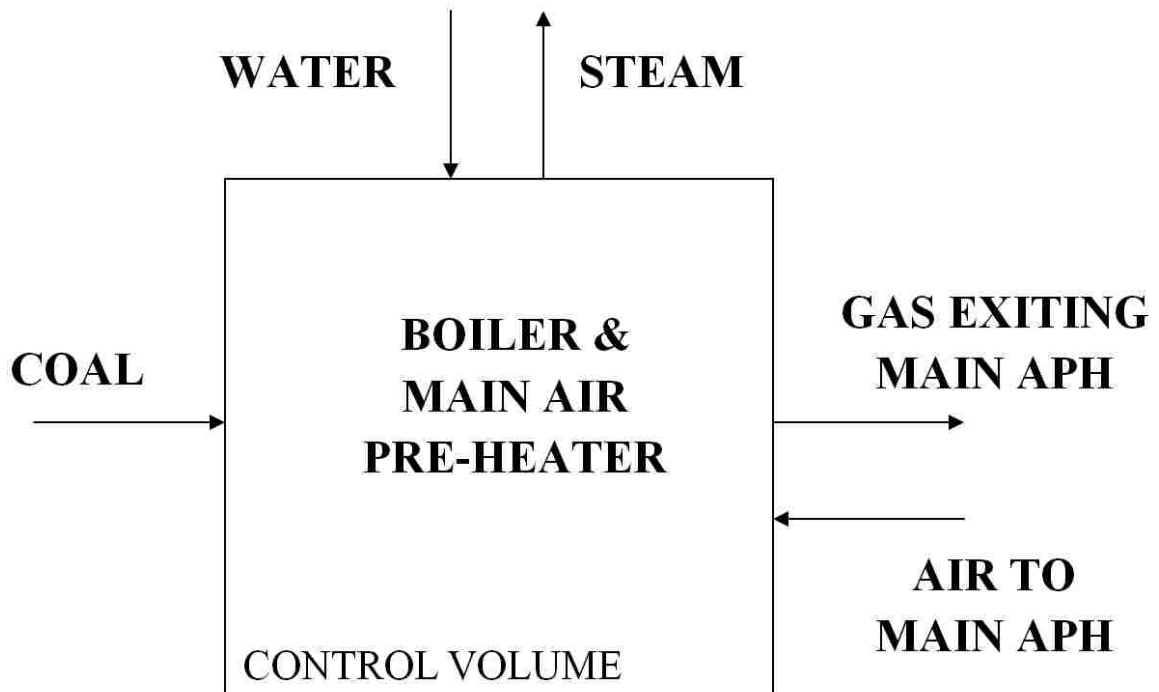 WATER
STEAM
BOILER &
MAIN AIR
PRE-HEATER
COAL
GAS EXITING
MAIN APH
AIR TO
MAIN APH
CONTROL VOLUME